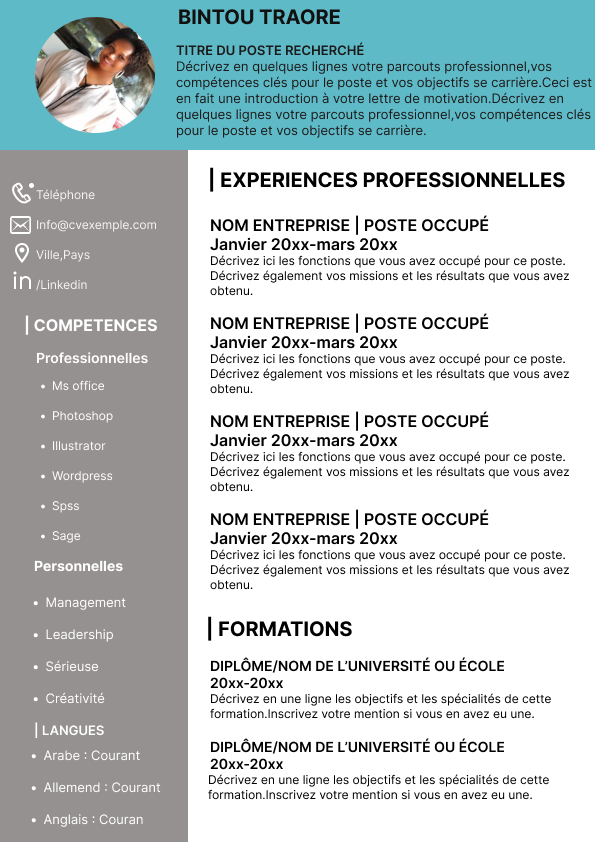 BINTOU TRAORE
TITRE DU POSTE RECHERCHÉ
Décrivez en quelques lignes votre parcouts professionnel,vos
compétences clés pour le poste et vos objectifs se carrière.Ceci est
en fait une introduction à votre lettre de motivation.Décrivez en
quelques lignes votre parcouts professionnel,vos compétences clés
pour le poste et vos objectifs se carrière.
Téléphone
Info@cvexemple.com
Ville,Pays
in /Linkedin
| COMPETENCES
Professionnelles
• Ms office
• Photoshop
• Illustrator
• Wordpress
• Spss
• Sage
Personnelles
• Management
• Leadership
• Sérieuse
• Créativité
| LANGUES
• Arabe : Courant
• Allemend : Courant
• Anglais : Couran
| EXPERIENCES PROFESSIONNELLES
NOM ENTREPRISE | POSTE OCCUPÉ
Janvier 20xx-mars 20xx
Décrivez ici les fonctions que vous avez occupé pour ce poste.
Décrivez également vos missions et les résultats que vous avez
obtenu.
NOM ENTREPRISE | POSTE OCCUPÉ
Janvier 20xx-mars 20xx
Décrivez ici les fonctions que vous avez occupé pour ce poste.
Décrivez également vos missions et les résultats que vous avez
obtenu.
NOM ENTREPRISE | POSTE OCCUPÉ
Janvier 20xx-mars 20xx
Décrivez ici les fonctions que vous avez occupé pour ce poste.
Décrivez également vos missions et les résultats que vous avez
obtenu.
NOM ENTREPRISE | POSTE OCCUPÉ
Janvier 20xx-mars 20xx
Décrivez ici les fonctions que vous avez occupé pour ce poste.
Décrivez également vos missions et les résultats que vous avez
obtenu.
| FORMATIONS
DIPLÔME/NOM DE L’UNIVERSITÉ OU ÉCOLE
20xx-20xx
Décrivez en une ligne les objectifs et les spécialités de cette
formation.Inscrivez votre mention si vous en avez eu une.
DIPLÔME/NOM DE L’UNIVERSITÉ OU ÉCOLE
20xx-20xx
Décrivez en une ligne les objectifs et les spécialités de cette
formation.Inscrivez votre mention si vous en avez eu une.